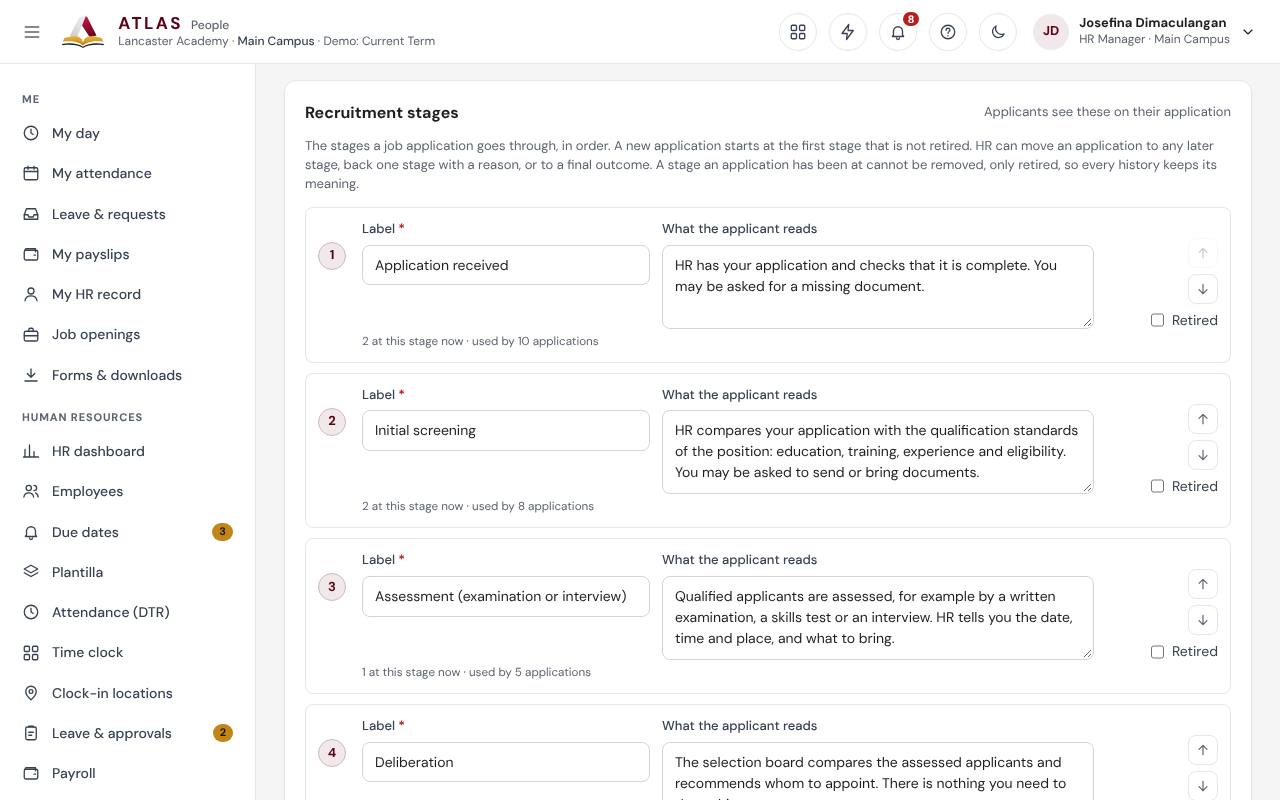 ATLAS People
Lancaster Academy · Main Campus · Demo: Current Term
8
JD
Josefina Dimaculangan
HR Manager · Main Campus
ME
My day
My attendance
Leave & requests
My payslips
My HR record
Job openings
Forms & downloads
HUMAN RESOURCES
HR dashboard
Employees
Due dates 3
Plantilla
Attendance (DTR)
Time clock
Clock-in locations
Leave & approvals 2
Payroll
Recruitment stages
Applicants see these on their application
The stages a job application goes through, in order. A new application starts at the first stage that is not retired. HR can move an application to any later
stage, back one stage with a reason, or to a final outcome. A stage an application has been at cannot be removed, only retired, so every history keeps its
meaning.
1
Label *
Application received
What the applicant reads
HR has your application and checks that it is complete. You
may be asked for a missing document.
Retired
2 at this stage now · used by 10 applications
2
Label *
Initial screening
What the applicant reads
HR compares your application with the qualification standards
of the position: education, training, experience and eligibility.
You may be asked to send or bring documents.
Retired
2 at this stage now · used by 8 applications
3
Label *
Assessment (examination or interview)
What the applicant reads
Qualified applicants are assessed, for example by a written
examination, a skills test or an interview. HR tells you the date,
time and place, and what to bring.
Retired
1 at this stage now · used by 5 applications
4
Label *
Deliberation
What the applicant reads
The selection board compares the assessed applicants and
recommends whom to appoint. There is nothing you need to